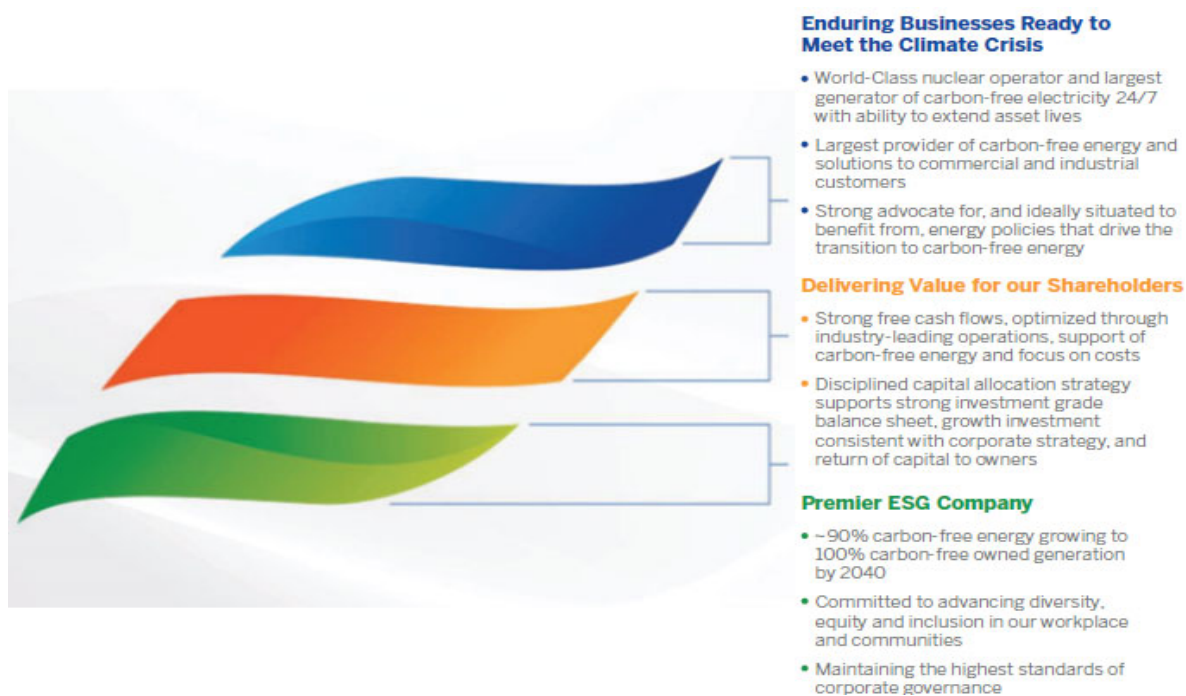 Enduring Businesses Ready to
Meet the Climate Crisis
• World-Class nuclear operator and largest
generator of carbon-free electricity 24/7
with ability to extend asset lives
• Largest provider of carbon-free energy and
solutions to commercial and industrial
customers
• Strong advocate for, and ideally situated to
benefit from, energy policies that drive the
transition to carbon-free energy
Delivering Value for our Shareholders
• Strong free cash flows, optimized through
industry-leading operations, support of
carbon-free energy and focus on costs
• Disciplined capital allocation strategy
supports strong investment grade
balance sheet, growth investment
consistent with corporate strategy, and
return of capital to owners
Premier ESG Company
• ~90% carbon-free energy growing to
100% carbon-free owned generation
by 2040
• Committed to advancing diversity,
equity and inclusion in our workplace
and communities
• Maintaining the highest standards of
corporate governance